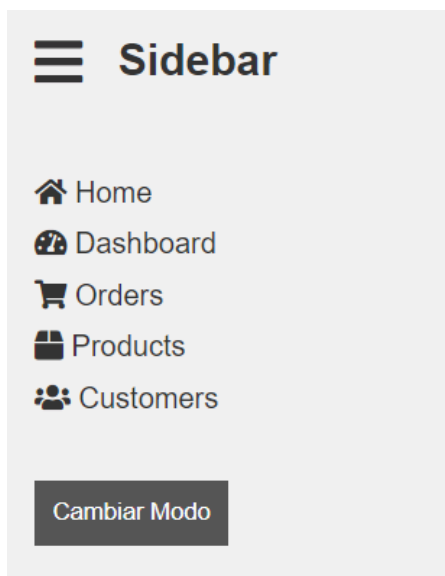 Sidebar
Home
Dashboard
Orders
Products
Customers
Cambiar Modo